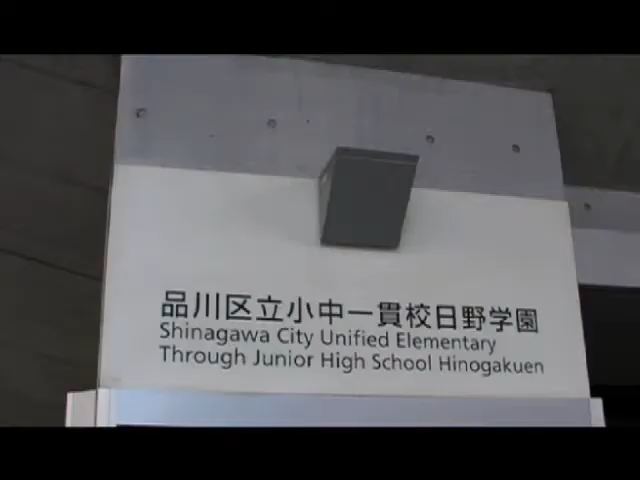 品川区立小中一貫校日野学園
Shinagawa City Unified Elementary
Through Junior High School Hinogakuen